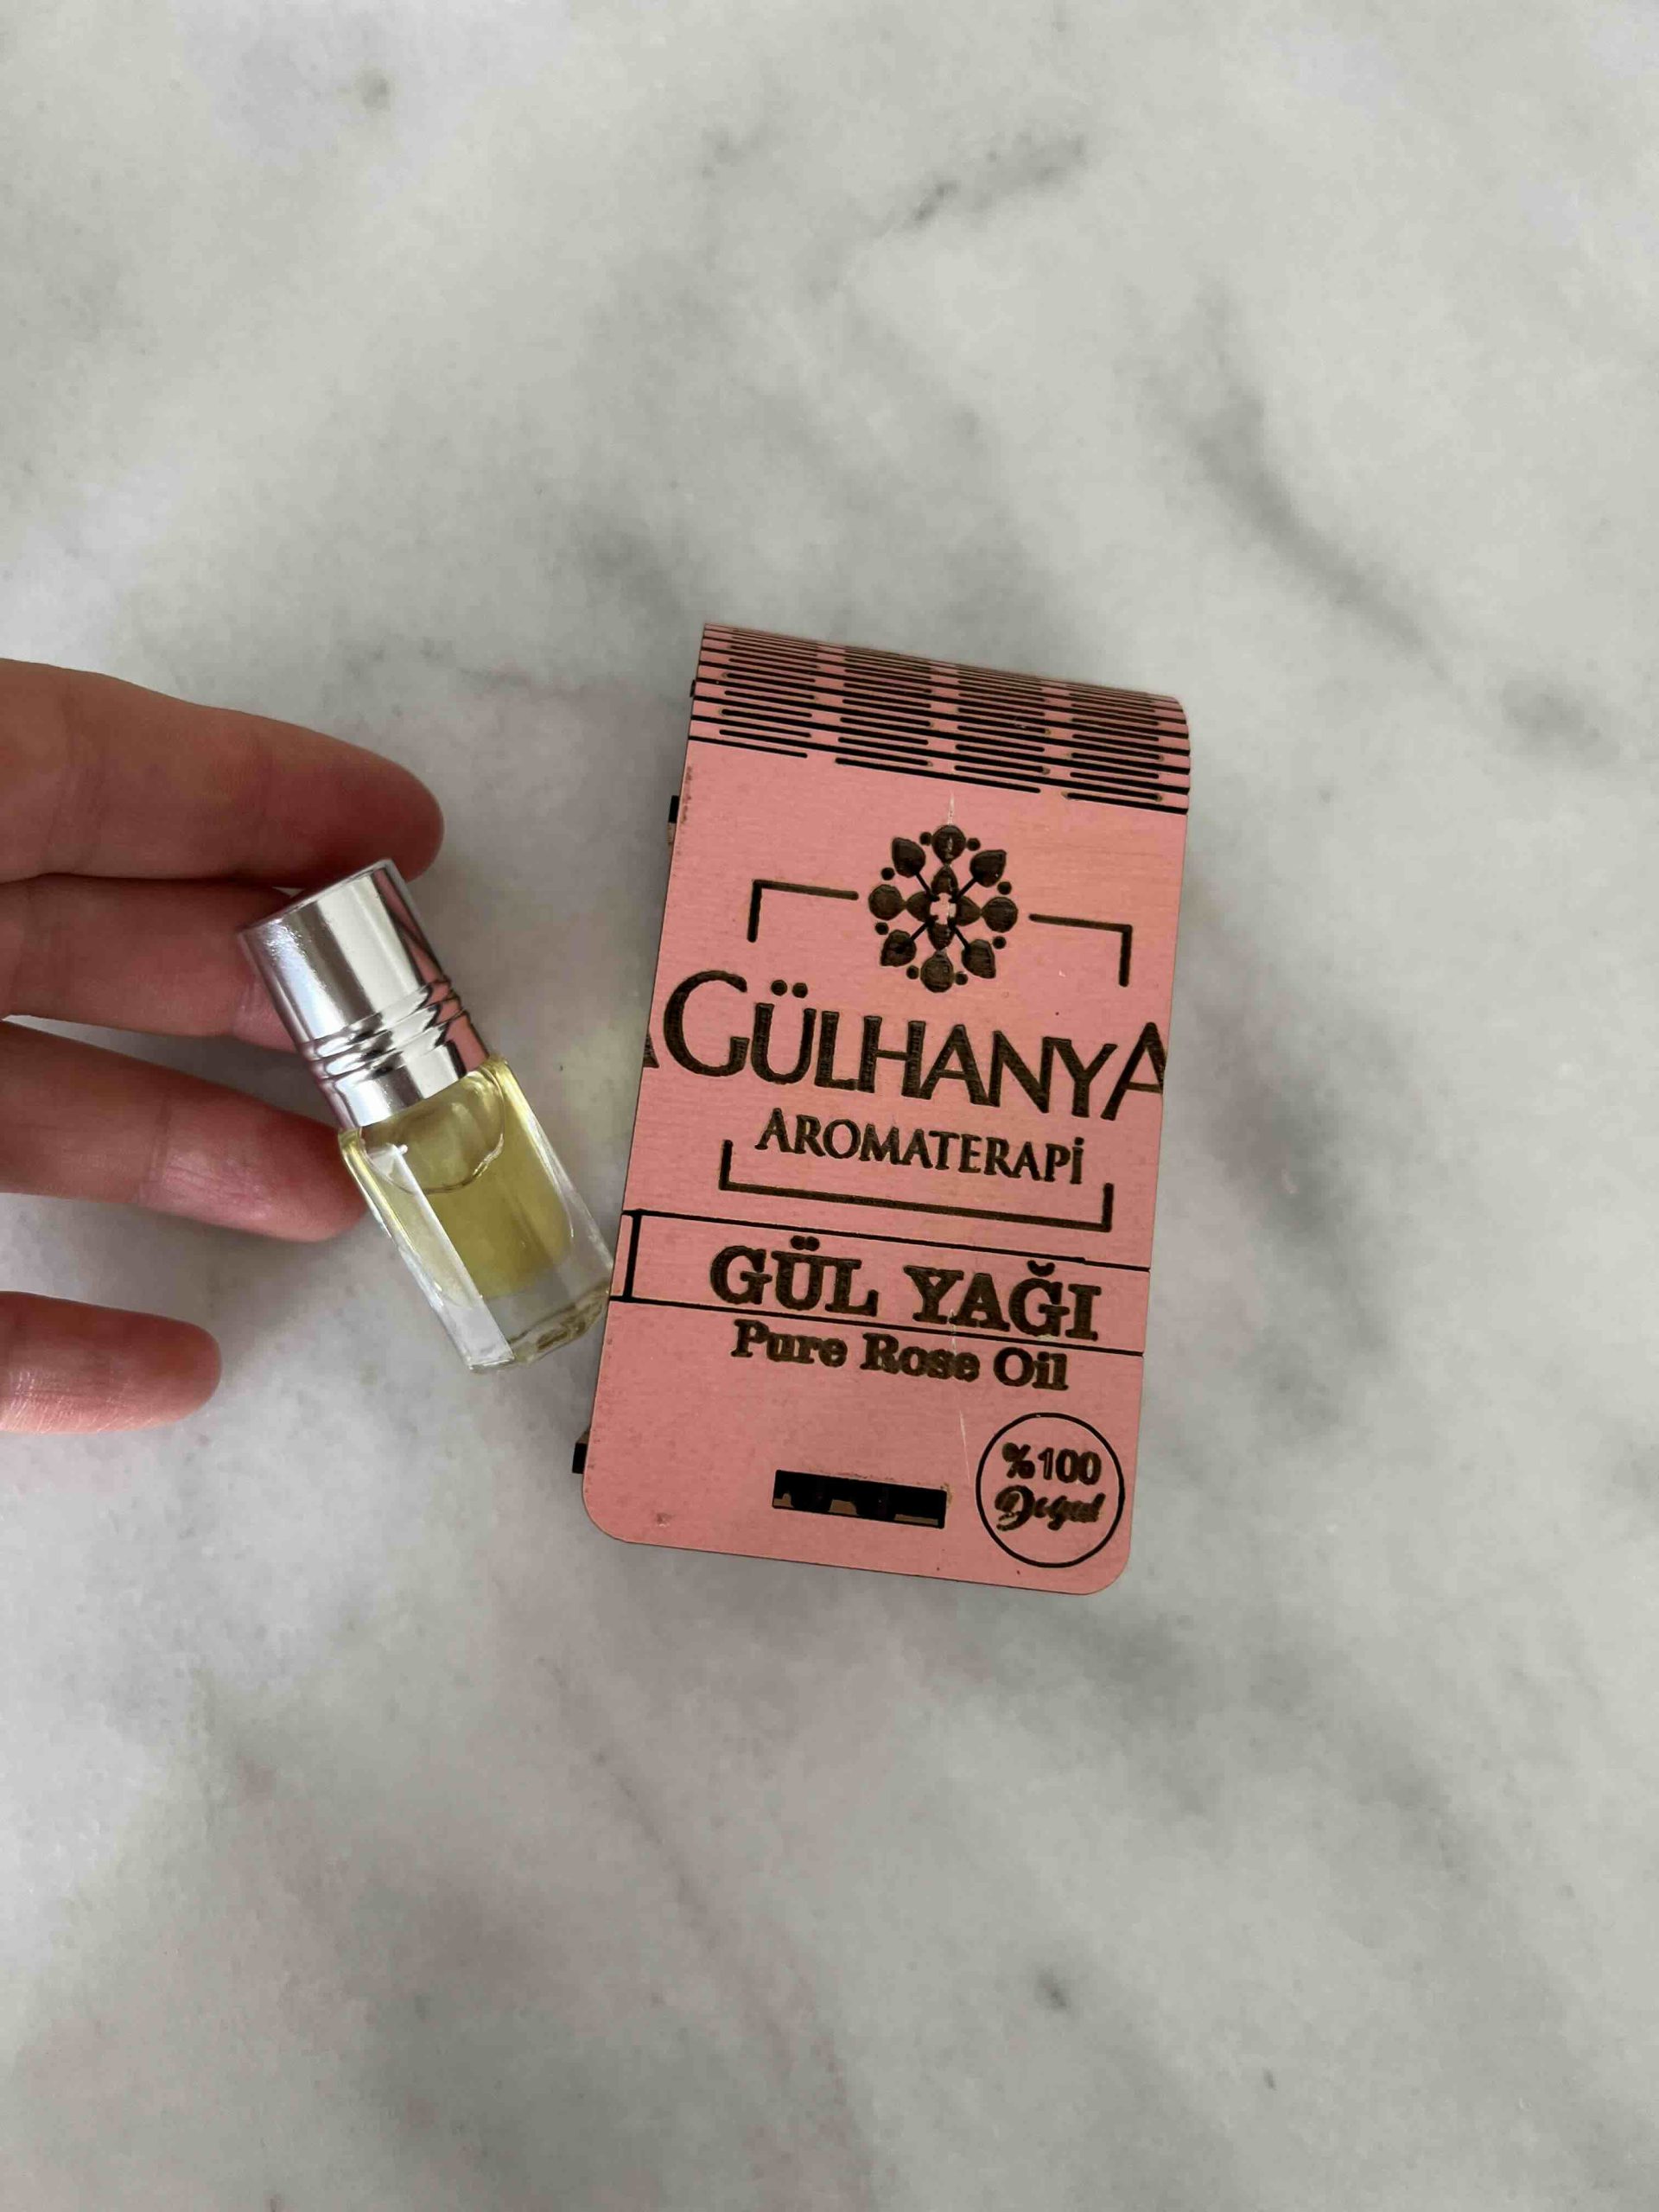 GÜLHANYA
AROMATERAPİ
GÜL YAĞI
Pure Rose Oil
%100
Doğal